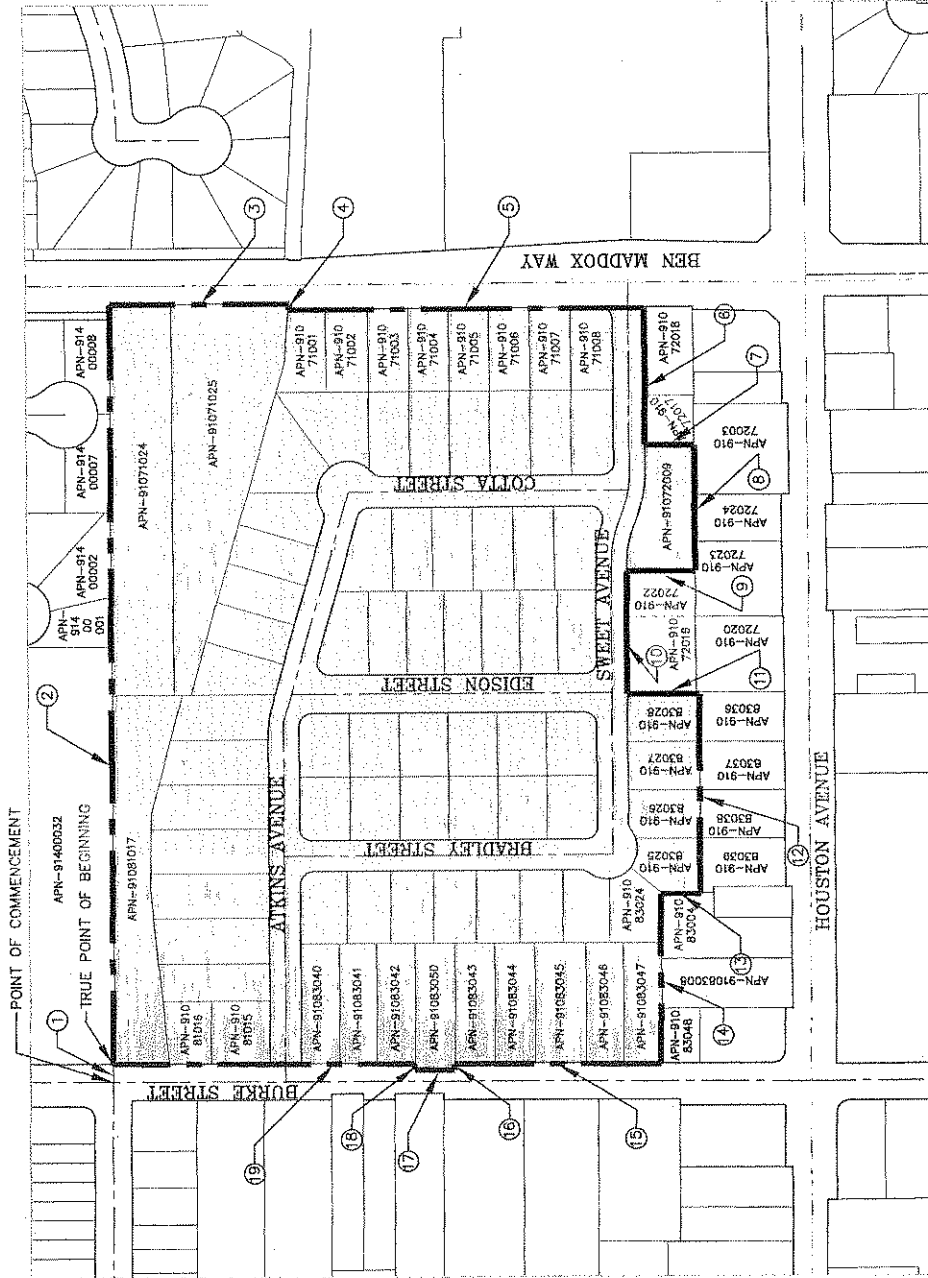 POINT OF COMMENCEMENT
TRUE POINT OF BEGINNING
1
2
3
4
5
6
7
8
9
10
11
12
13
14
15
16
17
18
19
APN-91400032
APN-914
00
001
APN-914
00002
APN-914
00007
APN-914
00008
APN-91081017
APN-91071024
APN-91071025
APN-910
81016
APN-910
81015
APN-910
71001
APN-910
71002
APN-910
71003
APN-910
71004
APN-910
71005
APN-910
71006
APN-910
71007
APN-910
71008
ATKINS AVENUE
BURKE STREET
BRADLEY STREET
EDISON STREET
COTTA STREET
SWEET AVENUE
BEN MADDOX WAY
HOUSTON AVENUE
APN-91083040
APN-91083041
APN-91083042
APN-91083050
APN-91083043
APN-91083044
APN-91083045
APN-91083046
APN-91083047
APN-910
83048
APN-910
83024
APN-910
83004
APN-910
83025
APN-910
83026
APN-910
83027
APN-910
83028
APN-910
83039
APN-910
83038
APN-910
83037
APN-910
83036
APN-910
72020
APN-910
72022
APN-910
72023
APN-910
72024
APN-910
72003
APN-91072009
APN-910
72017
APN-910
72018